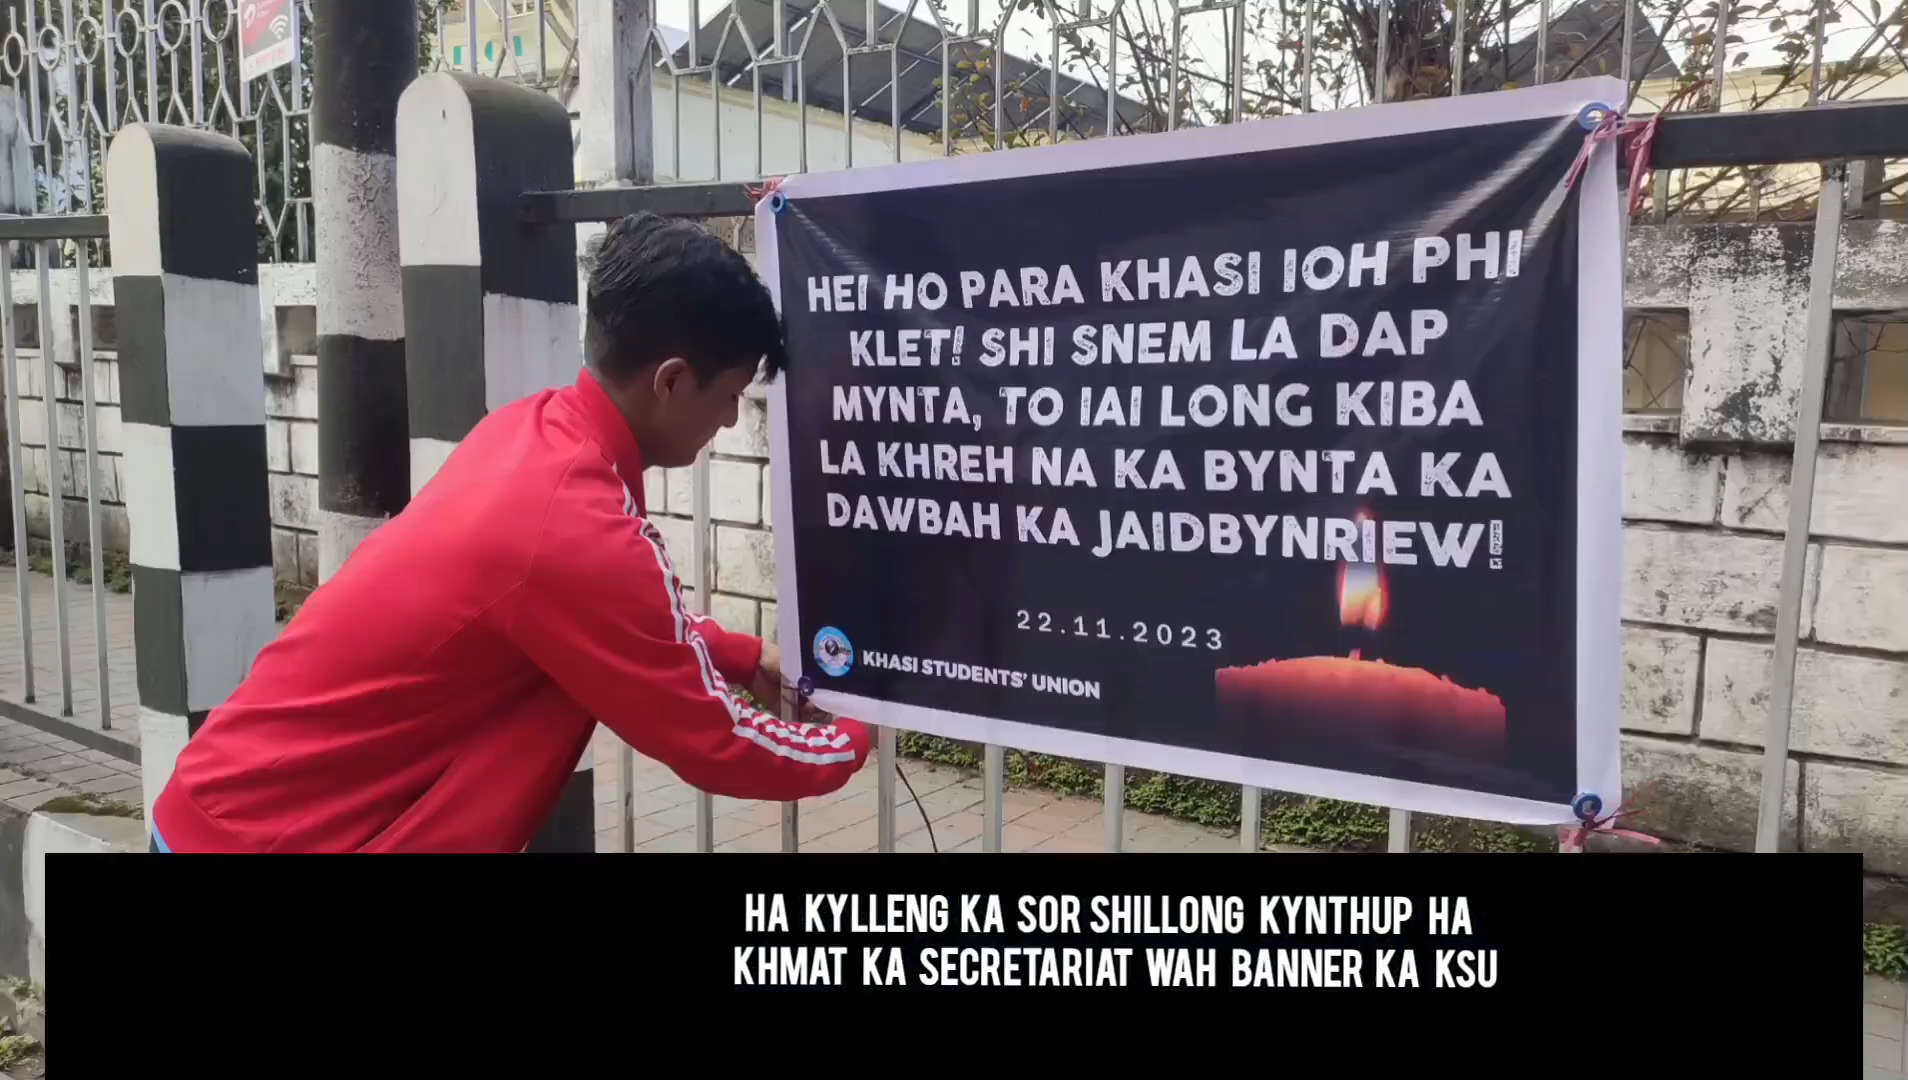 HEI HO PARA KHASI IOH PHI
KLET! SHI SNEM LA DAP
MYNTA, TO IAI LONG KIBA
LA KHREH NA KA BYNTA KA
DAWBAH KA JAIDBYNRIEW!
22.11.2023
KHASI STUDENTS' UNION
HA KYLLENG KA SOR SHILLONG KYNTHUP HA
KHMAT KA SECRETARIAT WAH BANNER KA KSU